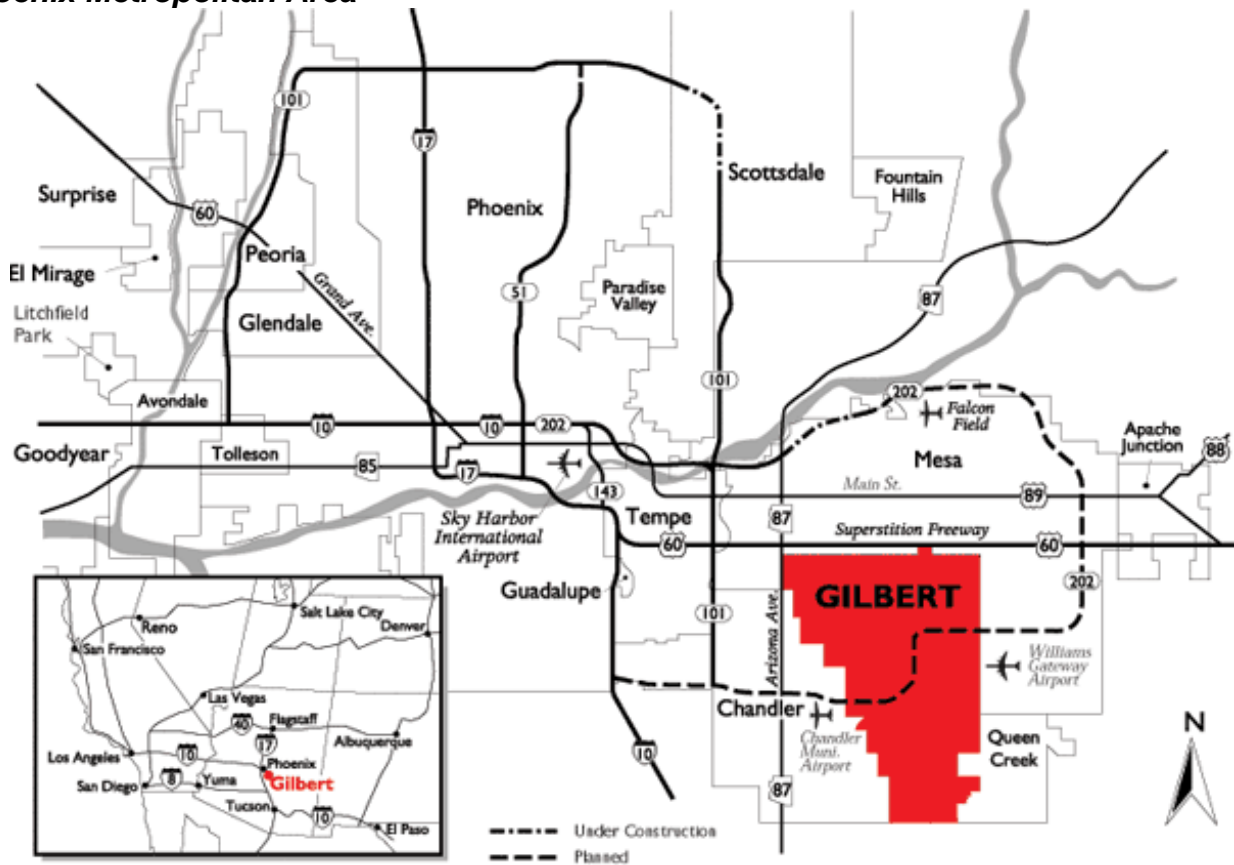 Metropolitan Area
101
17
Scottsdale
Fountain
Hills
Surprise
60
Phoenix
Peoria
El Mirage
Grand Ave.
51
Paradise
Valley
87
Litchfield
Park
Glendale
101
202
Falcon
Field
Avondale
10
10
202
Apache
Junction
88
Goodyear
Tolleson
85
17
Mesa
Main St.
89
143
Sky Harbor
International
Airport
Tempe
87
Superstition Freeway
60
60
Guadalupe
101
Arizona Ave.
GILBERT
202
Williams
Gateway
Airport
Chandler
Chandler
Muni.
Airport
Queen
Creek
10
87
N
Salt Lake City
Reno
Denver
San Francisco
Las Vegas
40
Flagstaff
17
Albuquerque
Los Angeles
10
Phoenix
Gilbert
San Diego
8
Yuma
Tucson
10
El Paso
Under Construction
Planned